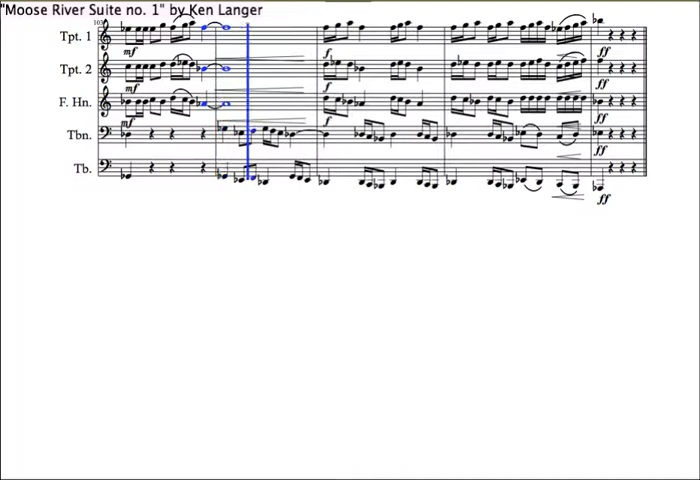 "Moose River Suite no. 1" by Ken Langer
103
Tpt. 1
mf
f
ff
Tpt. 2
mf
f
ff
F. Hn.
mf
f
ff
Tbn.
ff
Tb.
ff